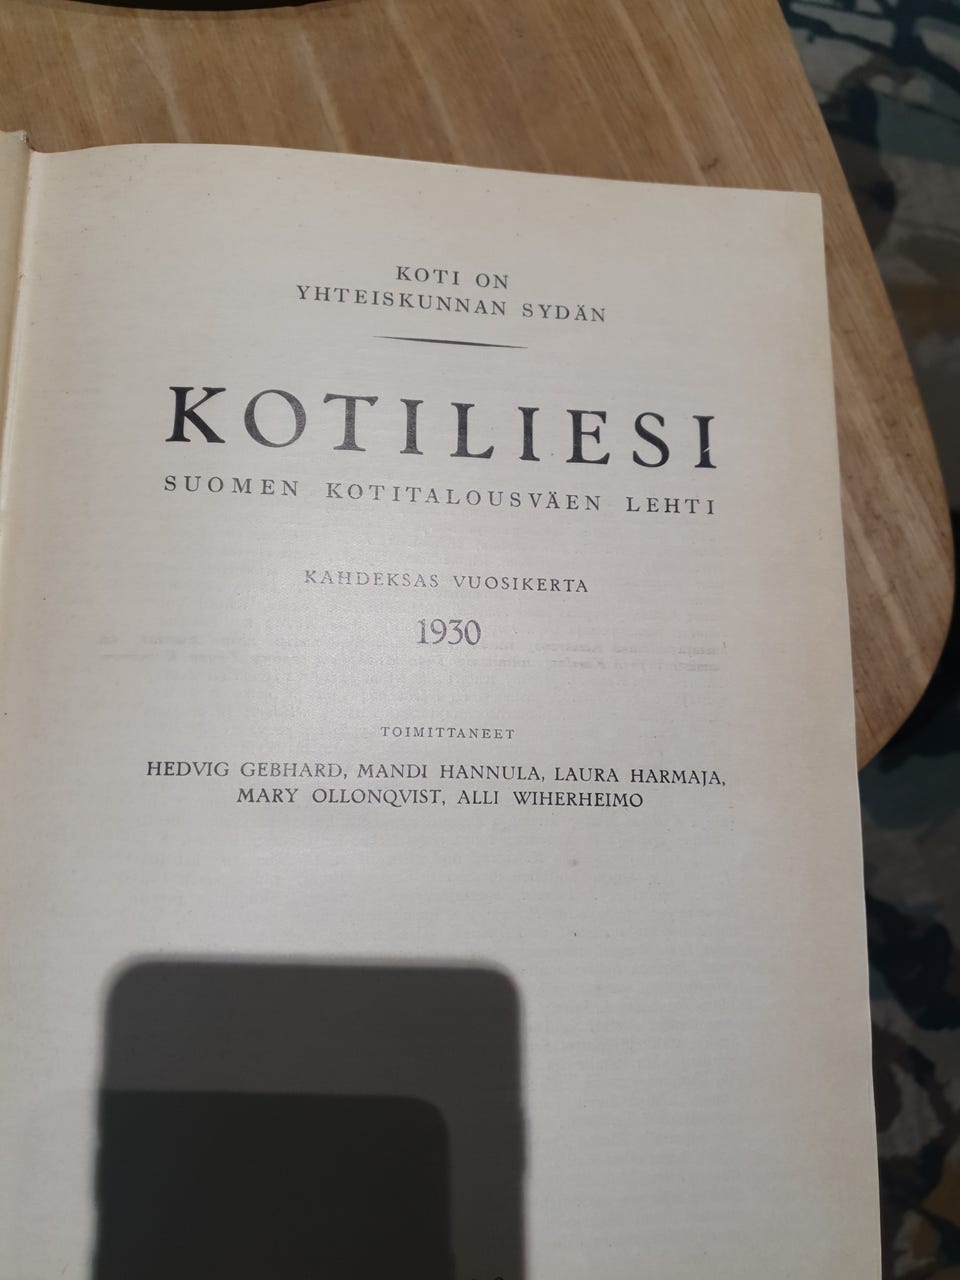 KOTI ON
YHTEISKUNNAN SYDÄN
KOTILIESI
SUOMEN KOTITALOUSVÄEN LEHTI
KAHDEKSAS VUOSIKERTA
1930
TOIMITTANEET
HEDVIG GEBHARD, MANDI HANNULA, LAURA HARMAJA,
MARY OLLONQVIST, ALLI WIHERHEIMO